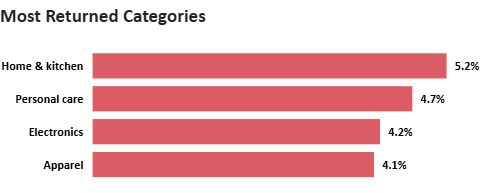 Most Returned Categories
Home & kitchen 5.2%
Personal care 4.7%
Electronics 4.2%
Apparel 4.1%